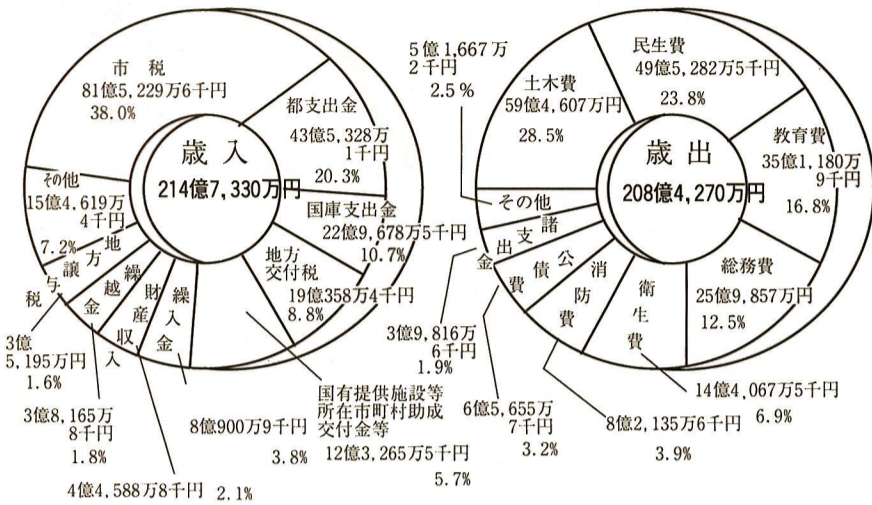 歳入
214億7,330万円
市税
81億5,229万6千円
38.0%
都支出金
43億5,328万
1千円
20.3%
国庫支出金
22億9,678万5千円
10.7%
地方
交付税
19億358万4千円
8.8%
国有提供施設等
所在市町村助成
交付金等
12億3,265万5千円
5.7%
繰入金
8億900万9千円
3.8%
財産収入
4億4,588万8千円
2.1%
繰越金
3億8,165万
8千円
1.8%
地方譲与税
3億
5,195万円
1.6%
その他
15億4,619万
4千円
7.2%
歳出
208億4,270万円
民生費
49億5,282万5千円
23.8%
教育費
35億1,180万
9千円
16.8%
総務費
25億9,857万円
12.5%
衛生費
14億4,067万5千円
6.9%
消防費
8億2,135万6千円
3.9%
公債費
6億5,655万
7千円
3.2%
諸支出金
3億9,816万
6千円
1.9%
その他
5億1,667万
2千円
2.5%
土木費
59億4,607万円
28.5%